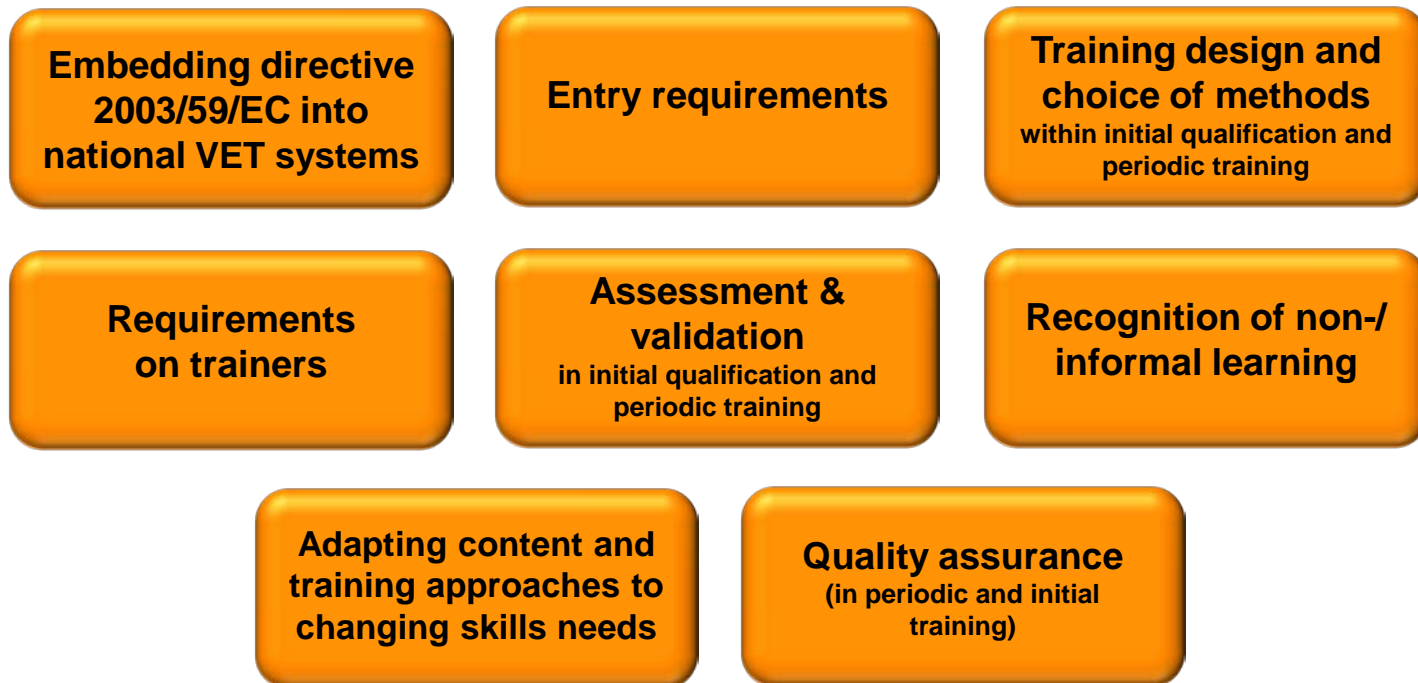 Embedding directive
2003/59/EC into
national VET systems
Entry requirements
Training design and
choice of methods
within initial qualification and
periodic training
Requirements
on trainers
Assessment &
validation
in initial qualification and
periodic training
Recognition of non-/
informal learning
Adapting content and
training approaches to
changing skills needs
Quality assurance
(in periodic and initial
training)